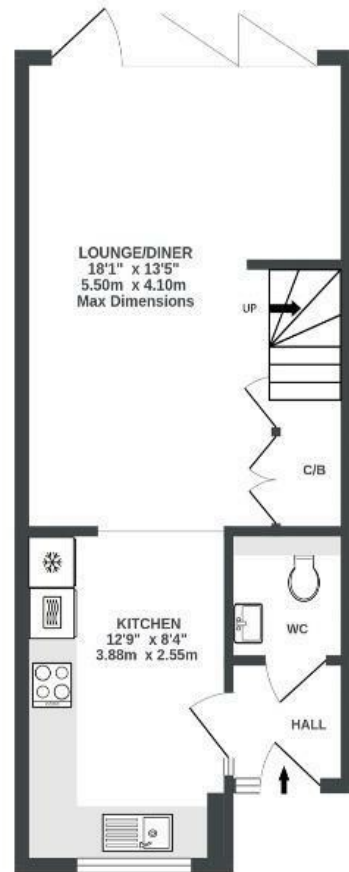 LOUNGE/DINER
18'1" x 13'5"
5.50m x 4.10m
Max Dimensions
UP
C/B
KITCHEN
12'9" x 8'4"
3.88m x 2.55m
WC
HALL